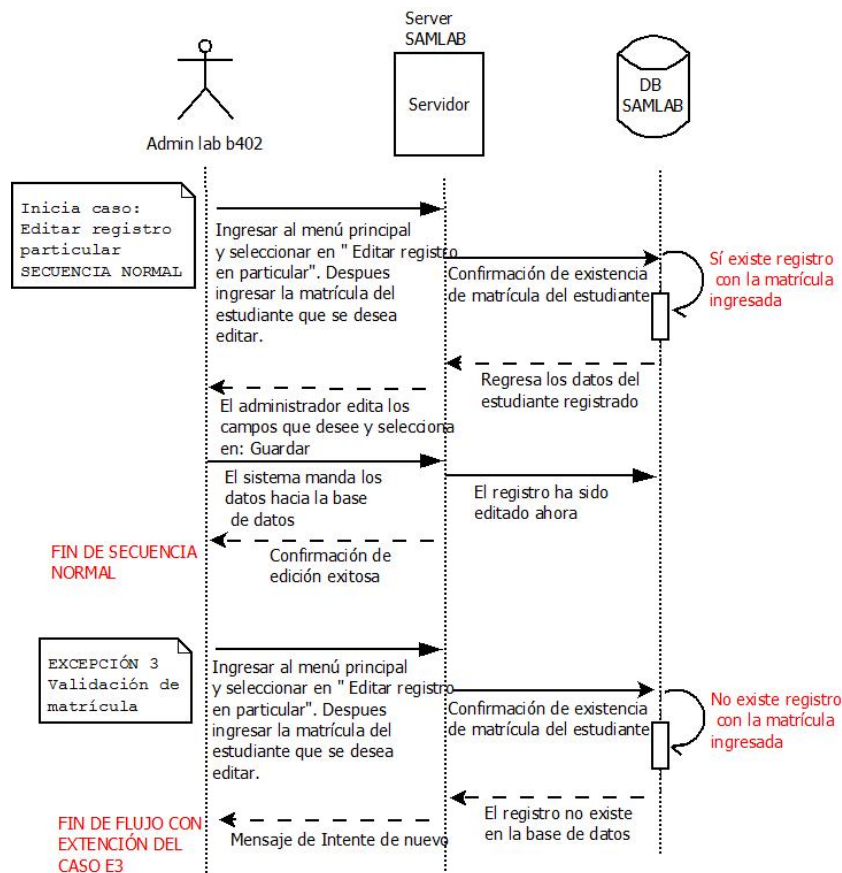 Server
SAMLAB
Servidor
DB
SAMLAB
Admin lab b402
Inicia caso:
Editar registro
particular
SECUENCIA NORMAL
Ingresar al menú principal
y seleccionar en " Editar registro
en particular". Despues
ingresar la matrícula del
estudiante que se desea
editar.
Confirmación de existencia
de matrícula del estudiante
Sí existe registro
con la matrícula
ingresada
Regresa los datos del
estudiante registrado
El administrador edita los
campos que desee y selecciona
en: Guardar
El sistema manda los
datos hacia la base
de datos
El registro ha sido
editado ahora
FIN DE SECUENCIA
NORMAL
Confirmación de
edición exitosa
EXCEPCIÓN 3
Validación de
matrícula
Ingresar al menú principal
y seleccionar en " Editar registro
en particular". Despues
ingresar la matrícula del
estudiante que se desea
editar.
Confirmación de existencia
de matrícula del estudiante
No existe registro
con la matrícula
ingresada
El registro no existe
en la base de datos
FIN DE FLUJO CON
EXTENCIÓN DEL
CASO E3
Mensaje de Intente de nuevo